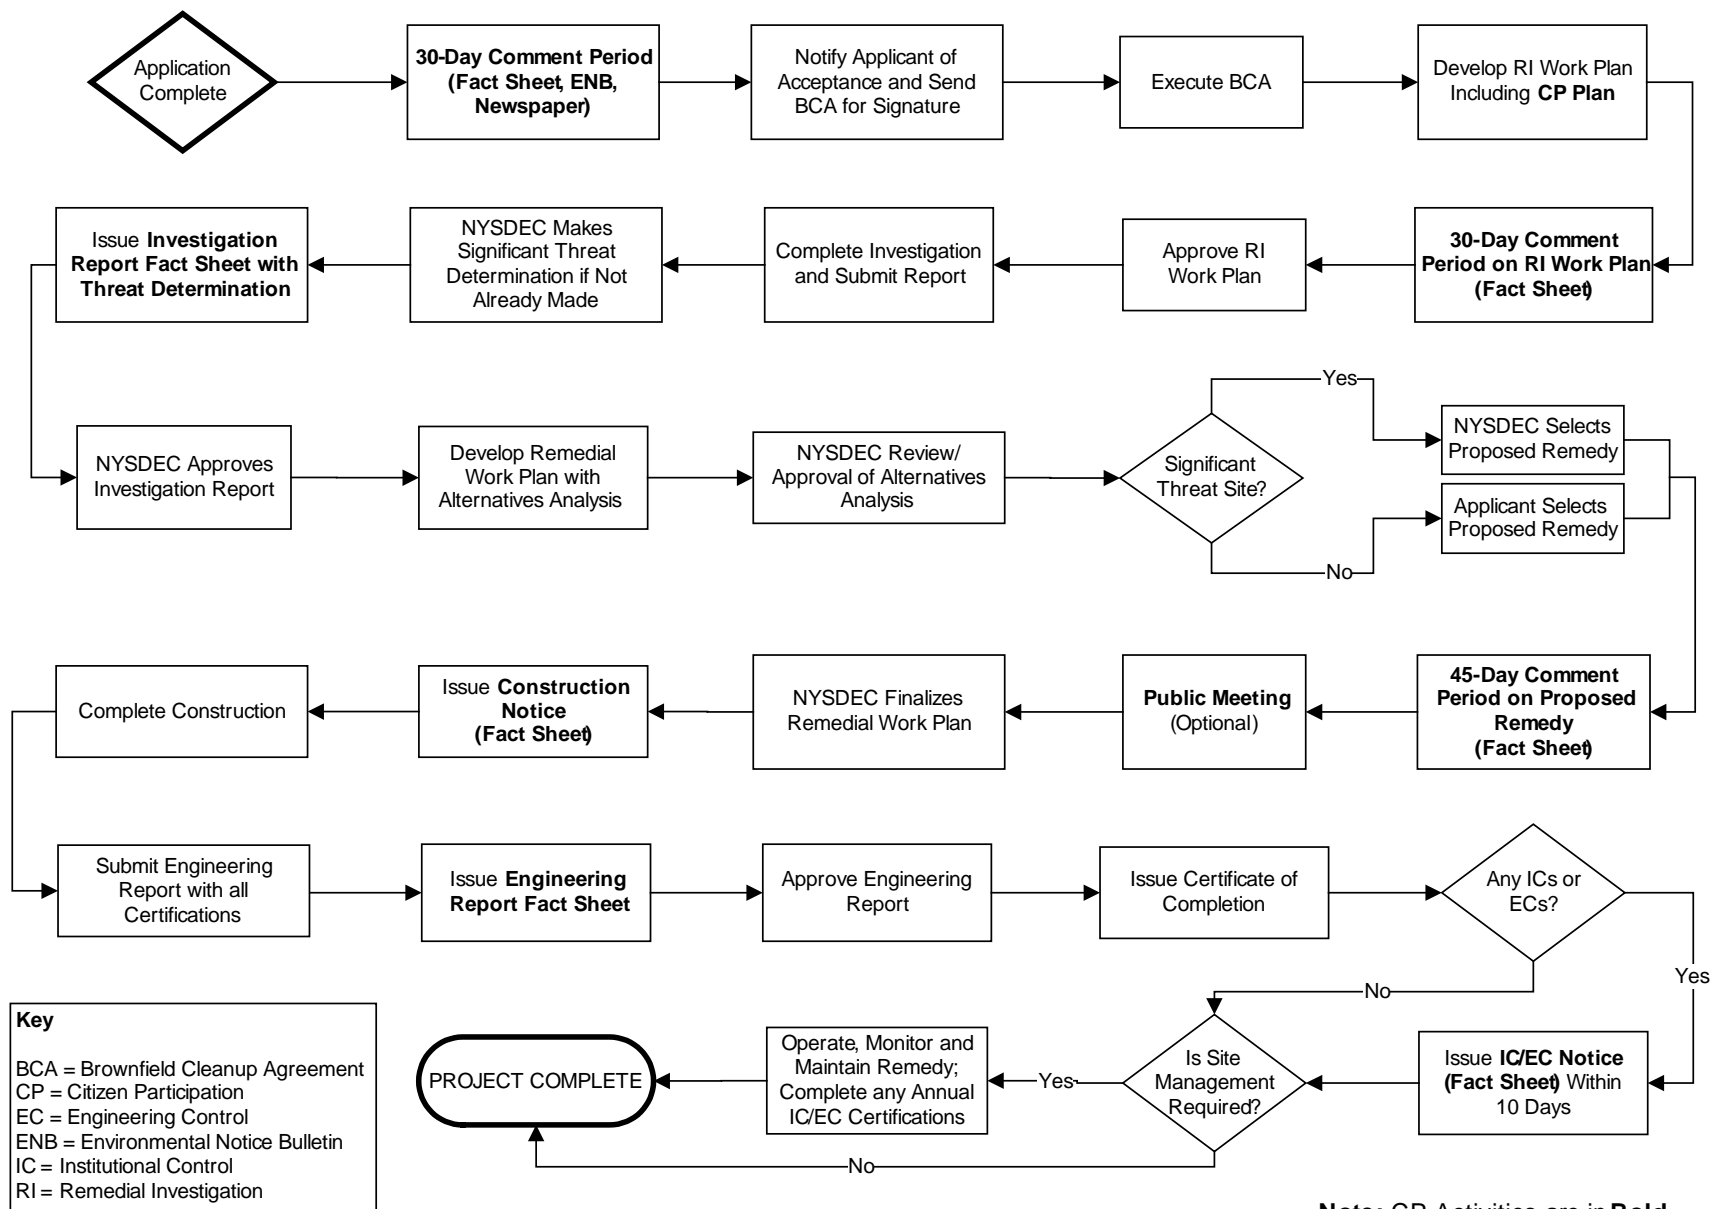 Application
Complete
30-Day Comment Period
(Fact Sheet, ENB,
Newspaper)
Notify Applicant of
Acceptance and Send
BCA for Signature
Execute BCA
Develop RI Work Plan
Including CP Plan
30-Day Comment
Period on RI Work Plan
(Fact Sheet)
Approve RI
Work Plan
Complete Investigation
and Submit Report
NYSDEC Makes
Significant Threat
Determination if Not
Already Made
Issue Investigation
Report Fact Sheet with
Threat Determination
NYSDEC Approves
Investigation Report
Develop Remedial
Work Plan with
Alternatives Analysis
NYSDEC Review/
Approval of Alternatives
Analysis
Significant
Threat Site?
Yes
No
NYSDEC Selects
Proposed Remedy
Applicant Selects
Proposed Remedy
45-Day Comment
Period on Proposed
Remedy
(Fact Sheet)
Public Meeting
(Optional)
NYSDEC Finalizes
Remedial Work Plan
Issue Construction
Notice
(Fact Sheet)
Complete Construction
Submit Engineering
Report with all
Certifications
Issue Engineering
Report Fact Sheet
Approve Engineering
Report
Issue Certificate of
Completion
Any ICs or
ECs?
Yes
No
Issue IC/EC Notice
(Fact Sheet) Within
10 Days
Is Site
Management
Required?
Yes
No
Operate, Monitor and
Maintain Remedy;
Complete any Annual
IC/EC Certifications
PROJECT COMPLETE
Key
BCA = Brownfield Cleanup Agreement
CP = Citizen Participation
EC = Engineering Control
ENB = Environmental Notice Bulletin
IC = Institutional Control
RI = Remedial Investigation
Note: CP Activities are in Bold